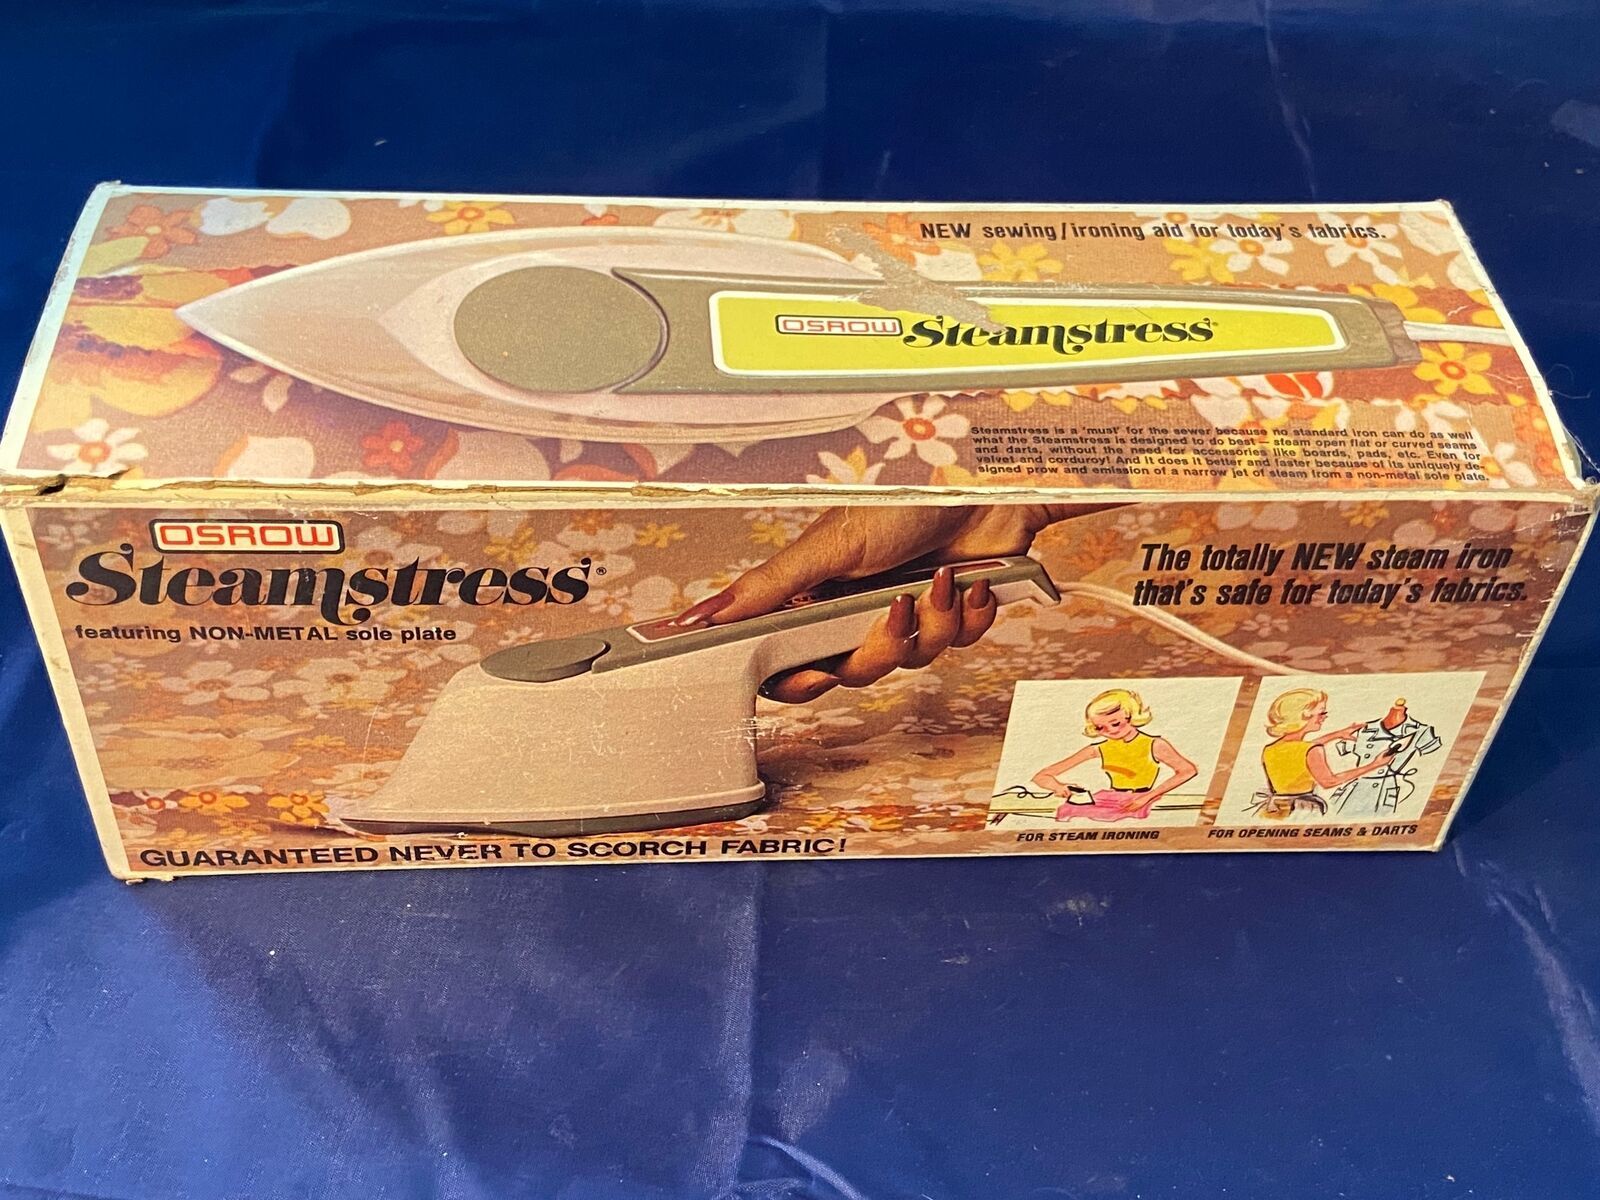 NEW sewing/ironing aid for today's fabrics.
OSROW Steamstress®
Steamstress is a 'must' for the sewer because no standard iron can do as well
what the Steamstress is designed to do best — steam open flat or curved seams
and darts, without the need for accessories like boards, pads, etc. Even for
velvet and corduroy! And it does it better and faster because of its uniquely de-
signed prow and emission of a narrow jet of steam from a non-metal sole plate.
OSROW
Steamstress®
featuring NON-METAL sole plate
The totally NEW steam iron
that's safe for today's fabrics.
FOR STEAM IRONING
FOR OPENING SEAMS & DARTS
GUARANTEED NEVER TO SCORCH FABRIC!